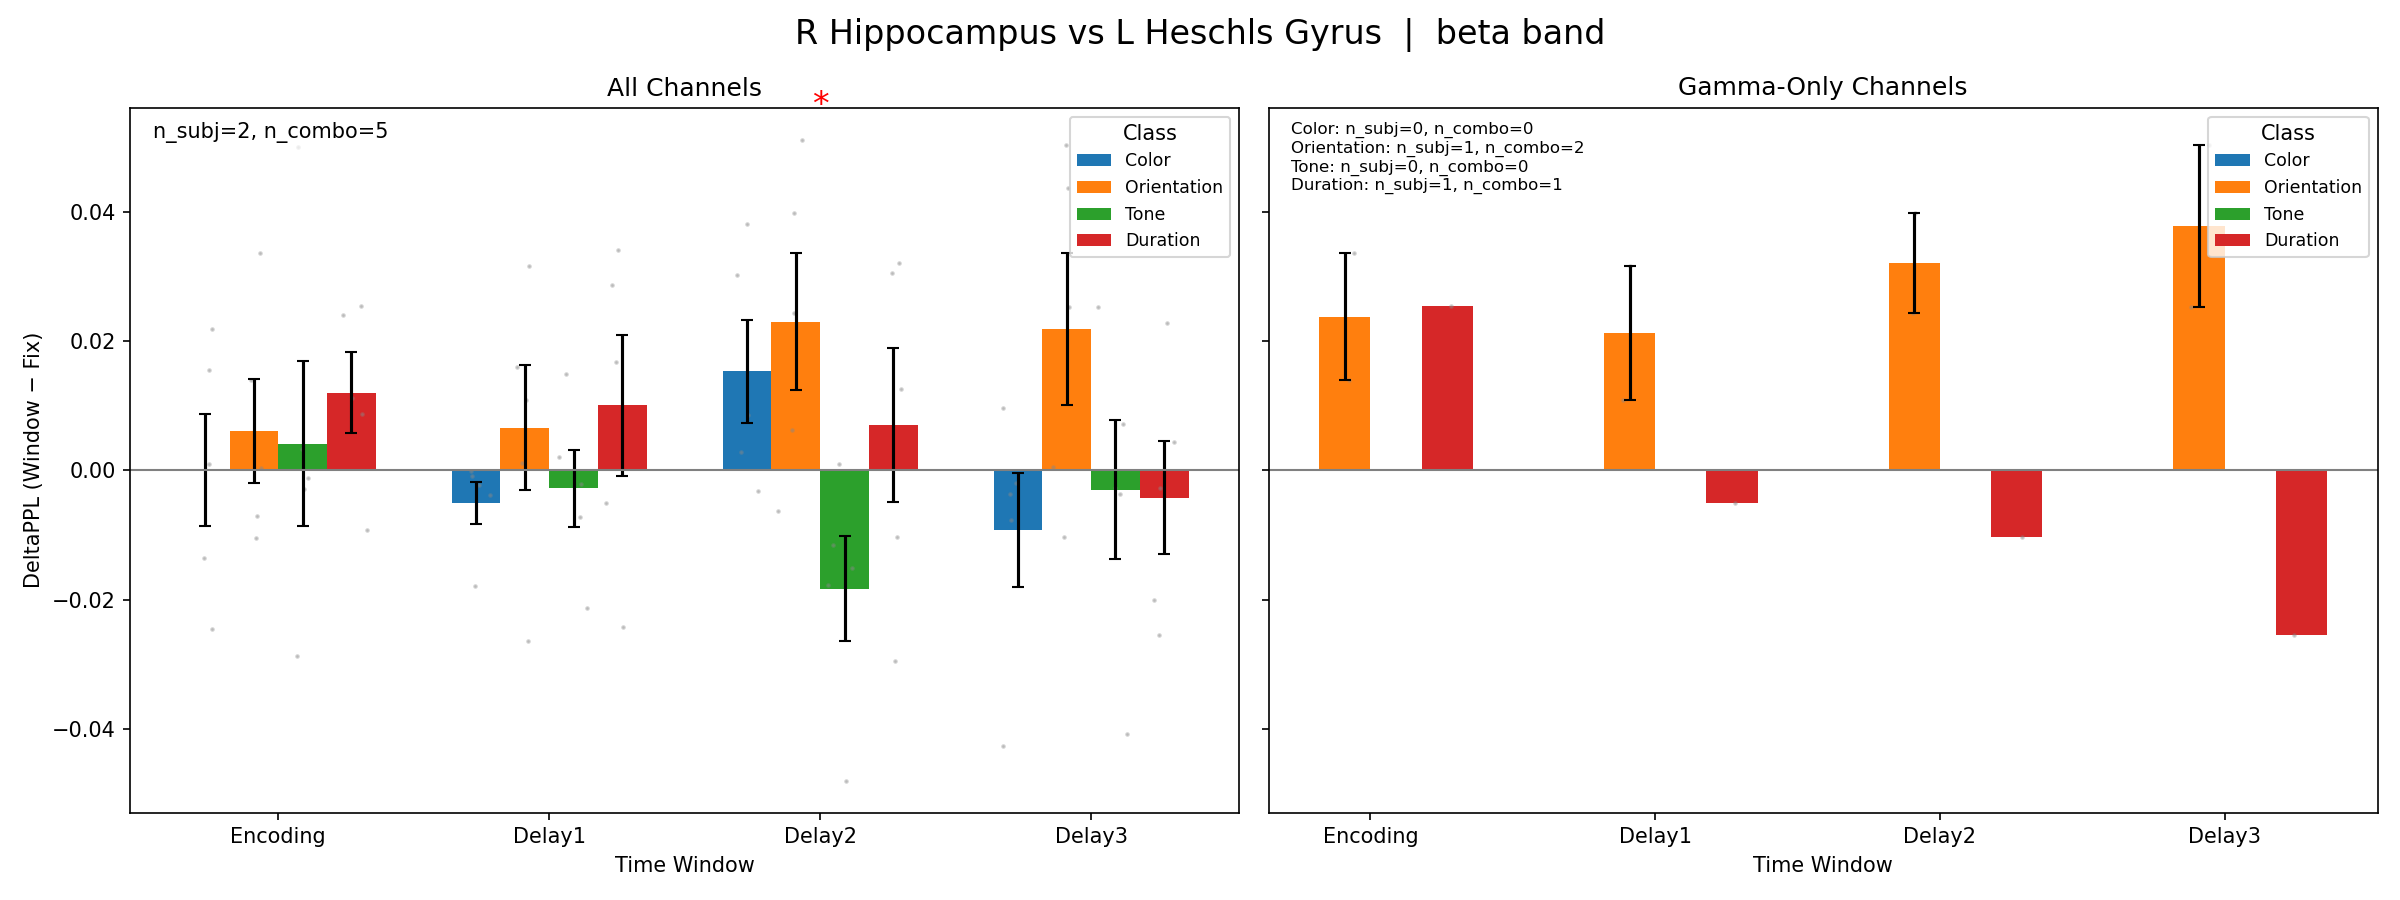 R Hippocampus vs L Heschls Gyrus | beta band
All Channels
*
n_subj=2, n_combo=5
Class
Color
Orientation
Tone
Duration
DeltaPPL (Window − Fix)
0.04
0.02
0.00
−0.02
−0.04
Encoding
Delay1
Delay2
Delay3
Time Window
Gamma-Only Channels
Color: n_subj=0, n_combo=0
Orientation: n_subj=1, n_combo=2
Tone: n_subj=0, n_combo=0
Duration: n_subj=1, n_combo=1
Class
Color
Orientation
Tone
Duration
Encoding
Delay1
Delay2
Delay3
Time Window